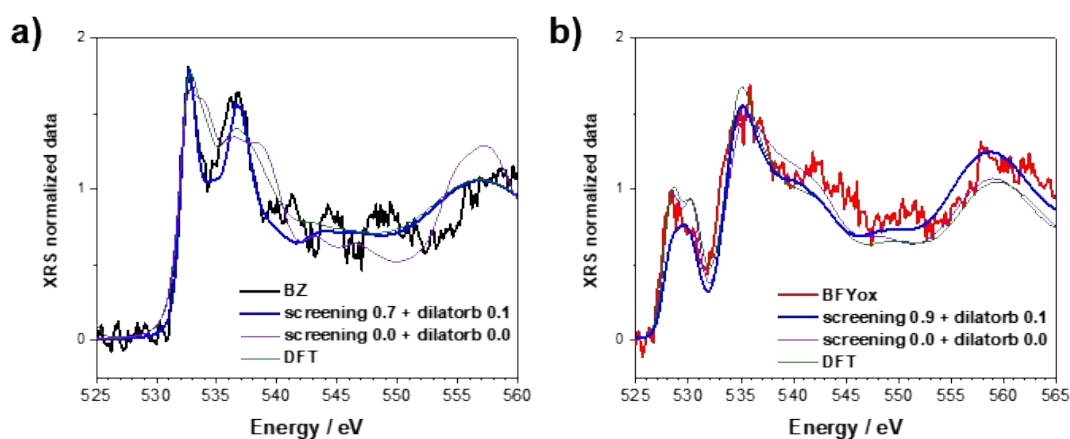 a)
XRS normalized data
2
1
0
BZ
screening 0.7 + dilatorb 0.1
screening 0.0 + dilatorb 0.0
DFT
525 530 535 540 545 550 555 560
Energy / eV
b)
XRS normalized data
2
1
0
BFYox
screening 0.9 + dilatorb 0.1
screening 0.0 + dilatorb 0.0
DFT
525 530 535 540 545 550 555 560 565
Energy / eV